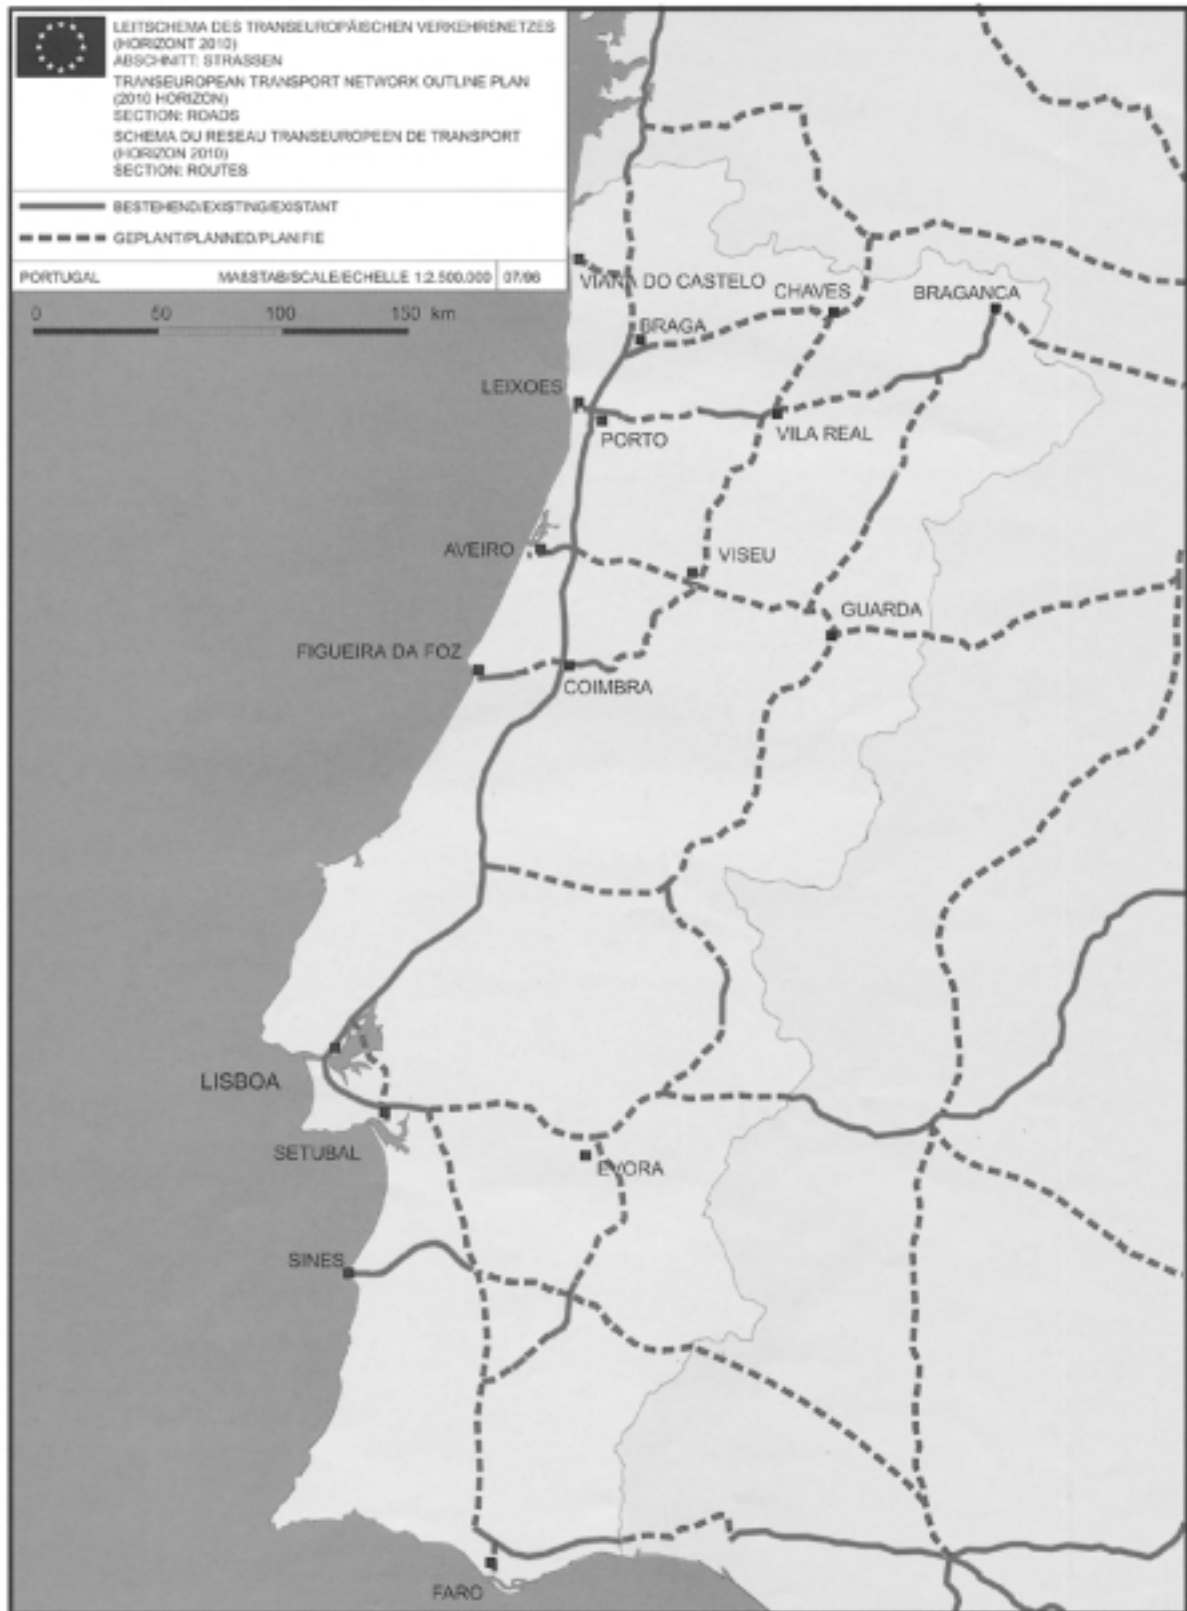 LEITSCHEMA DES TRANSEUROPÄISCHEN VERKEHRSNETZES
(HORIZONT 2010)
ABSCHNITT: STRASSEN
TRANSEUROPEAN TRANSPORT NETWORK OUTLINE PLAN
(2010 HORIZON)
SECTION: ROADS
SCHEMA DU RESEAU TRANSEUROPEEN DE TRANSPORT
(HORIZON 2010)
SECTION: ROUTES
BESTEHEND/EXISTING/EXISTANT
GEPLANT/PLANNED/PLANIFIE
PORTUGAL MAßSTAB/SCALE/ECHELLE 1:2.500.000 07/96
0 50 100 150 km
VIANA DO CASTELO
CHAVES
BRAGANCA
BRAGA
LEIXOES
PORTO
VILA REAL
AVEIRO
VISEU
GUARDA
FIGUEIRA DA FOZ
COIMBRA
LISBOA
SETUBAL
EVORA
SINES
FARO